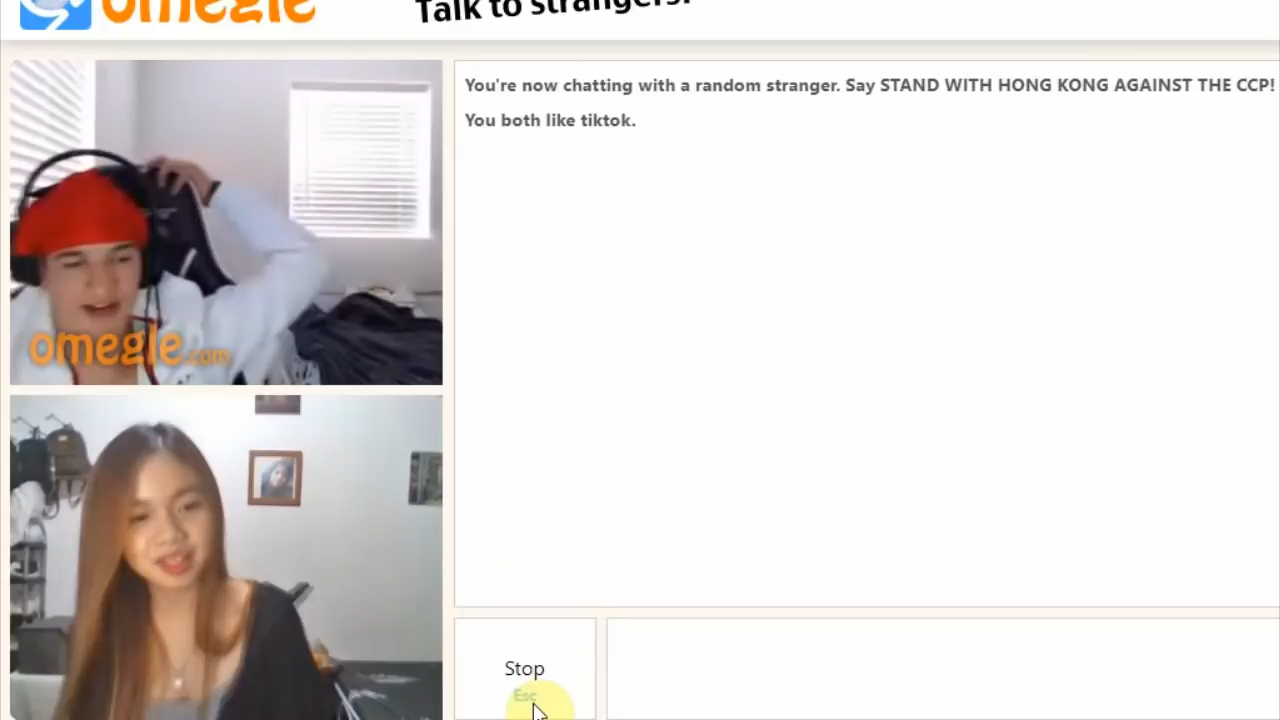 omegle
Talk to strangers!
You're now chatting with a random stranger. Say STAND WITH HONG KONG AGAINST THE CCP!
You both like tiktok.
omegle.com
Stop
Esc